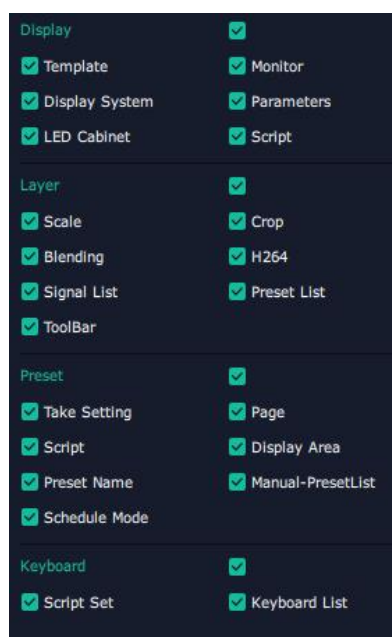 Display
Template Monitor
Display System Parameters
LED Cabinet Script
Layer
Scale Crop
Blending H264
Signal List Preset List
ToolBar
Preset
Take Setting Page
Script Display Area
Preset Name Manual-PresetList
Schedule Mode
Keyboard
Script Set Keyboard List